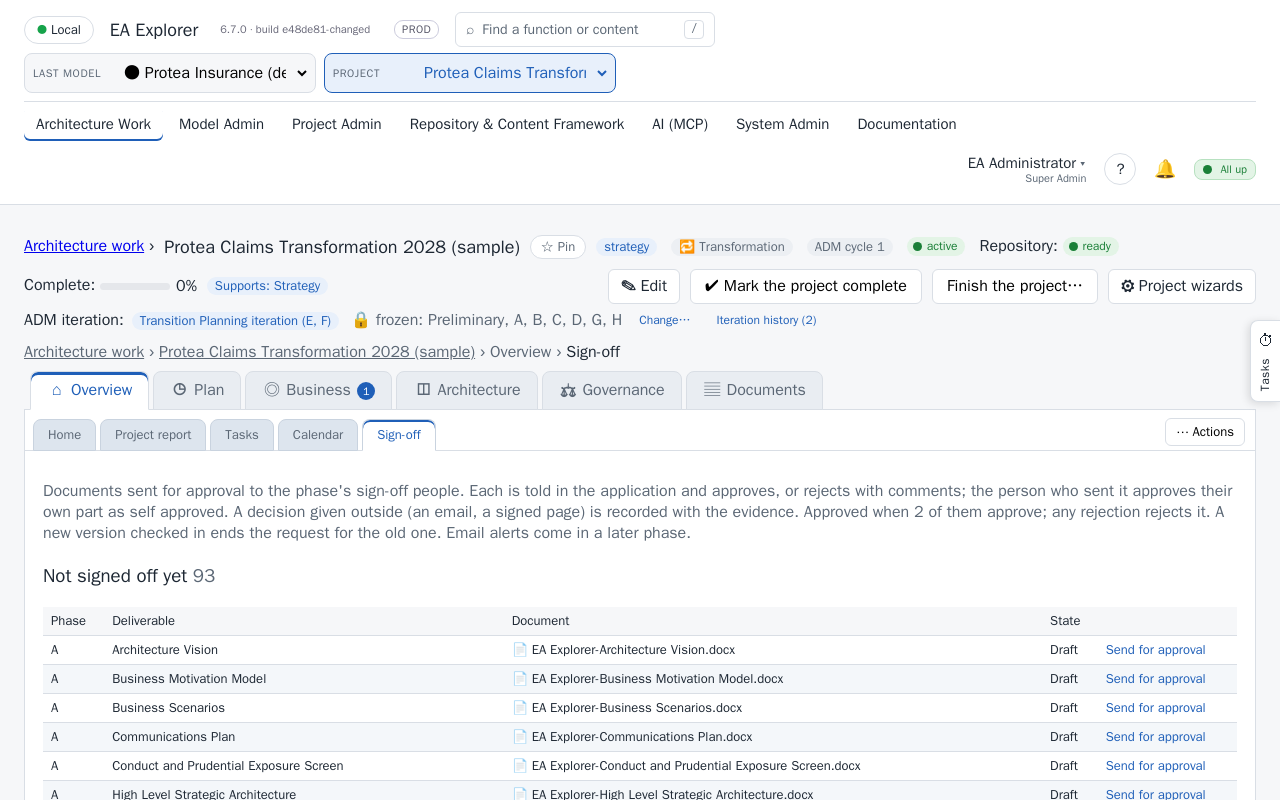 Local
EA Explorer
6.7.0 · build e48de81-changed
PROD
Find a function or content
/
LAST MODEL
Protea Insurance (de
PROJECT
Protea Claims Transfor
Architecture Work
Model Admin
Project Admin
Repository & Content Framework
AI (MCP)
System Admin
Documentation
EA Administrator
Super Admin
?
All up
Architecture work ›
Protea Claims Transformation 2028 (sample)
☆ Pin
strategy
Transformation
ADM cycle 1
active
Repository:
ready
Complete:
0%
Supports: Strategy
✎ Edit
✔ Mark the project complete
Finish the project···
⚙ Project wizards
ADM iteration:
Transition Planning iteration (E, F)
frozen: Preliminary, A, B, C, D, G, H
Change···
Iteration history (2)
Architecture work › Protea Claims Transformation 2028 (sample) › Overview › Sign-off
Tasks
Overview
Plan
Business 1
Architecture
Governance
Documents
Home
Project report
Tasks
Calendar
Sign-off
··· Actions
Documents sent for approval to the phase's sign-off people. Each is told in the application and approves, or rejects with comments; the person who sent it approves their
own part as self approved. A decision given outside (an email, a signed page) is recorded with the evidence. Approved when 2 of them approve; any rejection rejects it. A
new version checked in ends the request for the old one. Email alerts come in a later phase.
Not signed off yet 93
Phase Deliverable Document State
A Architecture Vision EA Explorer-Architecture Vision.docx Draft Send for approval
A Business Motivation Model EA Explorer-Business Motivation Model.docx Draft Send for approval
A Business Scenarios EA Explorer-Business Scenarios.docx Draft Send for approval
A Communications Plan EA Explorer-Communications Plan.docx Draft Send for approval
A Conduct and Prudential Exposure Screen EA Explorer-Conduct and Prudential Exposure Screen.docx Draft Send for approval
A High Level Strategic Architecture EA Explorer-High Level Strategic Architecture.docx Draft Send for approval